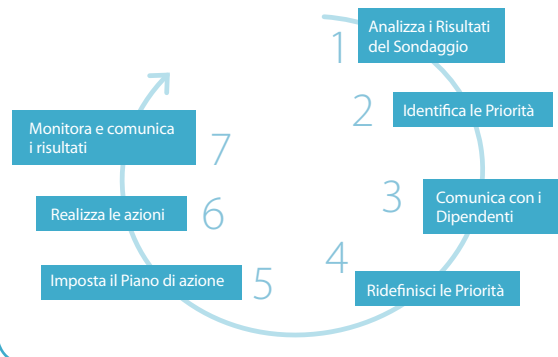 1
Analizza i Risultati
del Sondaggio
2
Identifica le Priorità
3
Comunica con i
Dipendenti
4
Ridefinisci le Priorità
5
Imposta il Piano di azione
6
Realizza le azioni
7
Monitora e comunica
i risultati